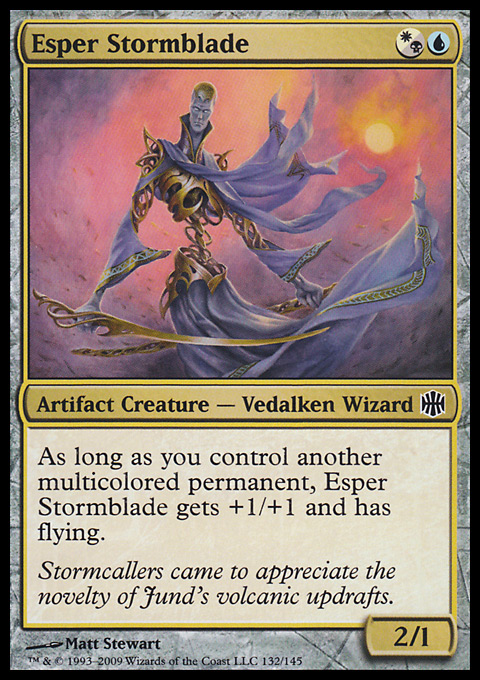 Esper Stormblade
Artifact Creature — Vedalken Wizard
As long as you control another
multicolored permanent, Esper
Stormblade gets +1/+1 and has
flying.
Stormcallers came to appreciate the
novelty of Jund's volcanic updrafts.
Matt Stewart
2/1
™ & © 1993–2009 Wizards of the Coast LLC 132/145